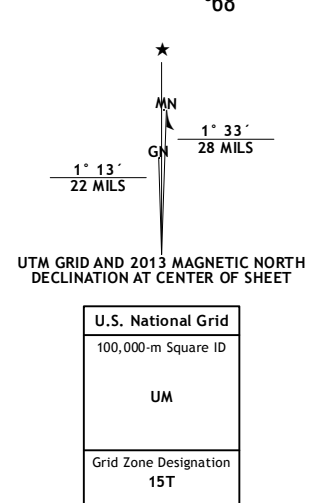 °68
★
MN
1° 33´
28 MILS
GN
1° 13´
22 MILS
UTM GRID AND 2013 MAGNETIC NORTH
DECLINATION AT CENTER OF SHEET
U.S. National Grid
100,000-m Square ID
UM
Grid Zone Designation
15T